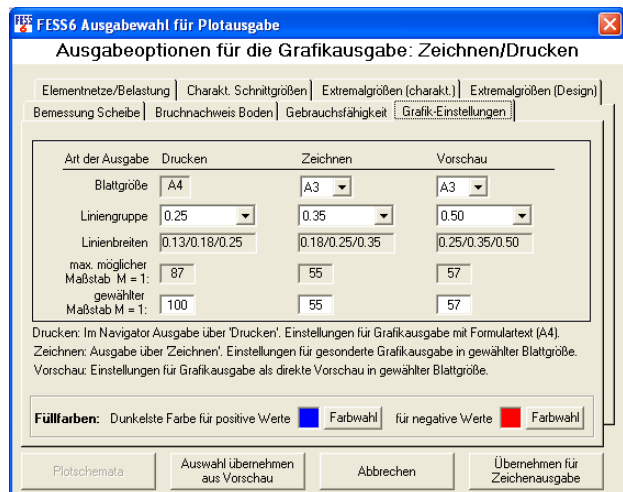 FESS6 Ausgabewahl für Plotausgabe
Ausgabeoptionen für die Grafikausgabe: Zeichnen/Drucken
Elementnetze/Belastung Charakt. Schnittgrößen Extremalgrößen (charakt.) Extremalgrößen (Design)
Bemessung Scheibe Bruchnachweis Boden Gebrauchsfähigkeit Grafik-Einstellungen
Art der Ausgabe Drucken Zeichnen Vorschau
Blattgröße A4 A3 A3
Liniengruppe 0.25 0.35 0.50
Linienbreiten 0.13/0.18/0.25 0.18/0.25/0.35 0.25/0.35/0.50
max. möglicher
Maßstab M = 1: 87 55 57
gewählter
Maßstab M = 1: 100 55 57
Drucken: Im Navigator Ausgabe über 'Drucken'. Einstellungen für Grafikausgabe mit Formulartext (A4).
Zeichnen: Ausgabe über 'Zeichnen'. Einstellungen für gesonderte Grafikausgabe in gewählter Blattgröße.
Vorschau: Einstellungen für Grafikausgabe als direkte Vorschau in gewählter Blattgröße.
Füllfarben: Dunkelste Farbe für positive Werte Farbwahl für negative Werte Farbwahl
Plotschemata
Auswahl übernehmen
aus Vorschau
Abbrechen
Übernehmen für
Zeichenausgabe